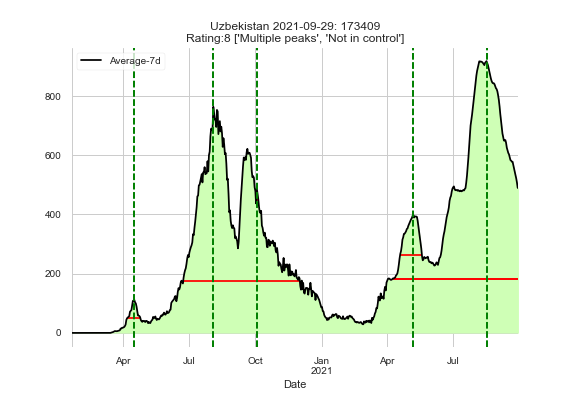 Uzbekistan 2021-09-29: 173409
Rating:8 ['Multiple peaks', 'Not in control']
Average-7d
800
600
400
200
0
Apr Jul Oct Jan Apr Jul
2021
Date